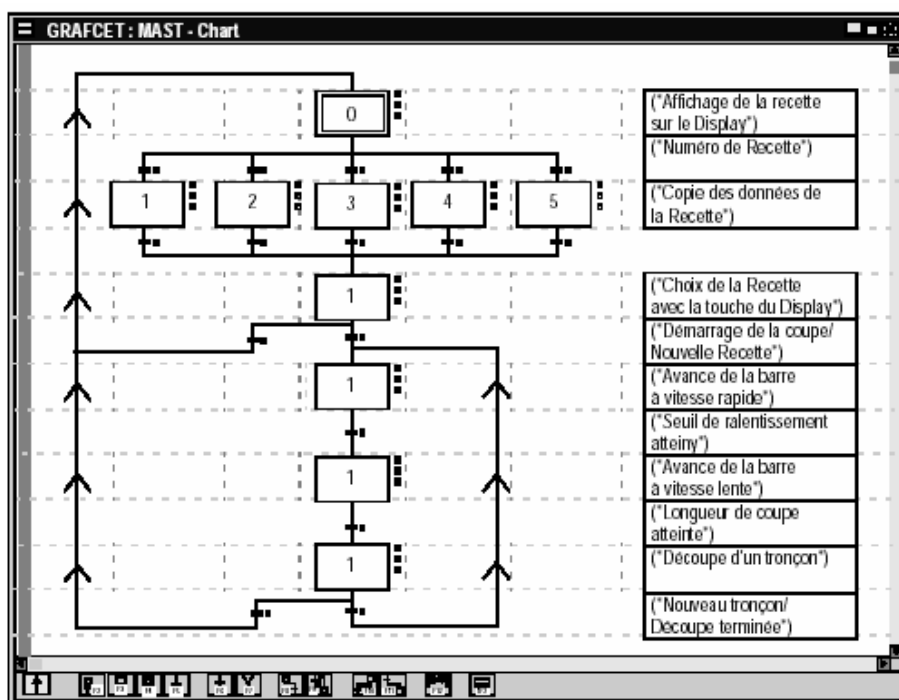 GRAFCET : MAST - Chart
0
("Affichage de la recette
sur le Display")
("Numéro de Recette")
1 2 3 4 5
("Copie des données de
la Recette")
1
("Choix de la Recette
avec la touche du Display")
("Démarrage de la coupe/
Nouvelle Recette")
1
("Avance de la barre
à vitesse rapide")
("Seuil de ralentissement
atteiny")
1
("Avance de la barre
à vitesse lente")
("Longueur de coupe
atteinte")
1
("Découpe d'un tronçon")
("Nouveau tronçon/
Découpe terminée")